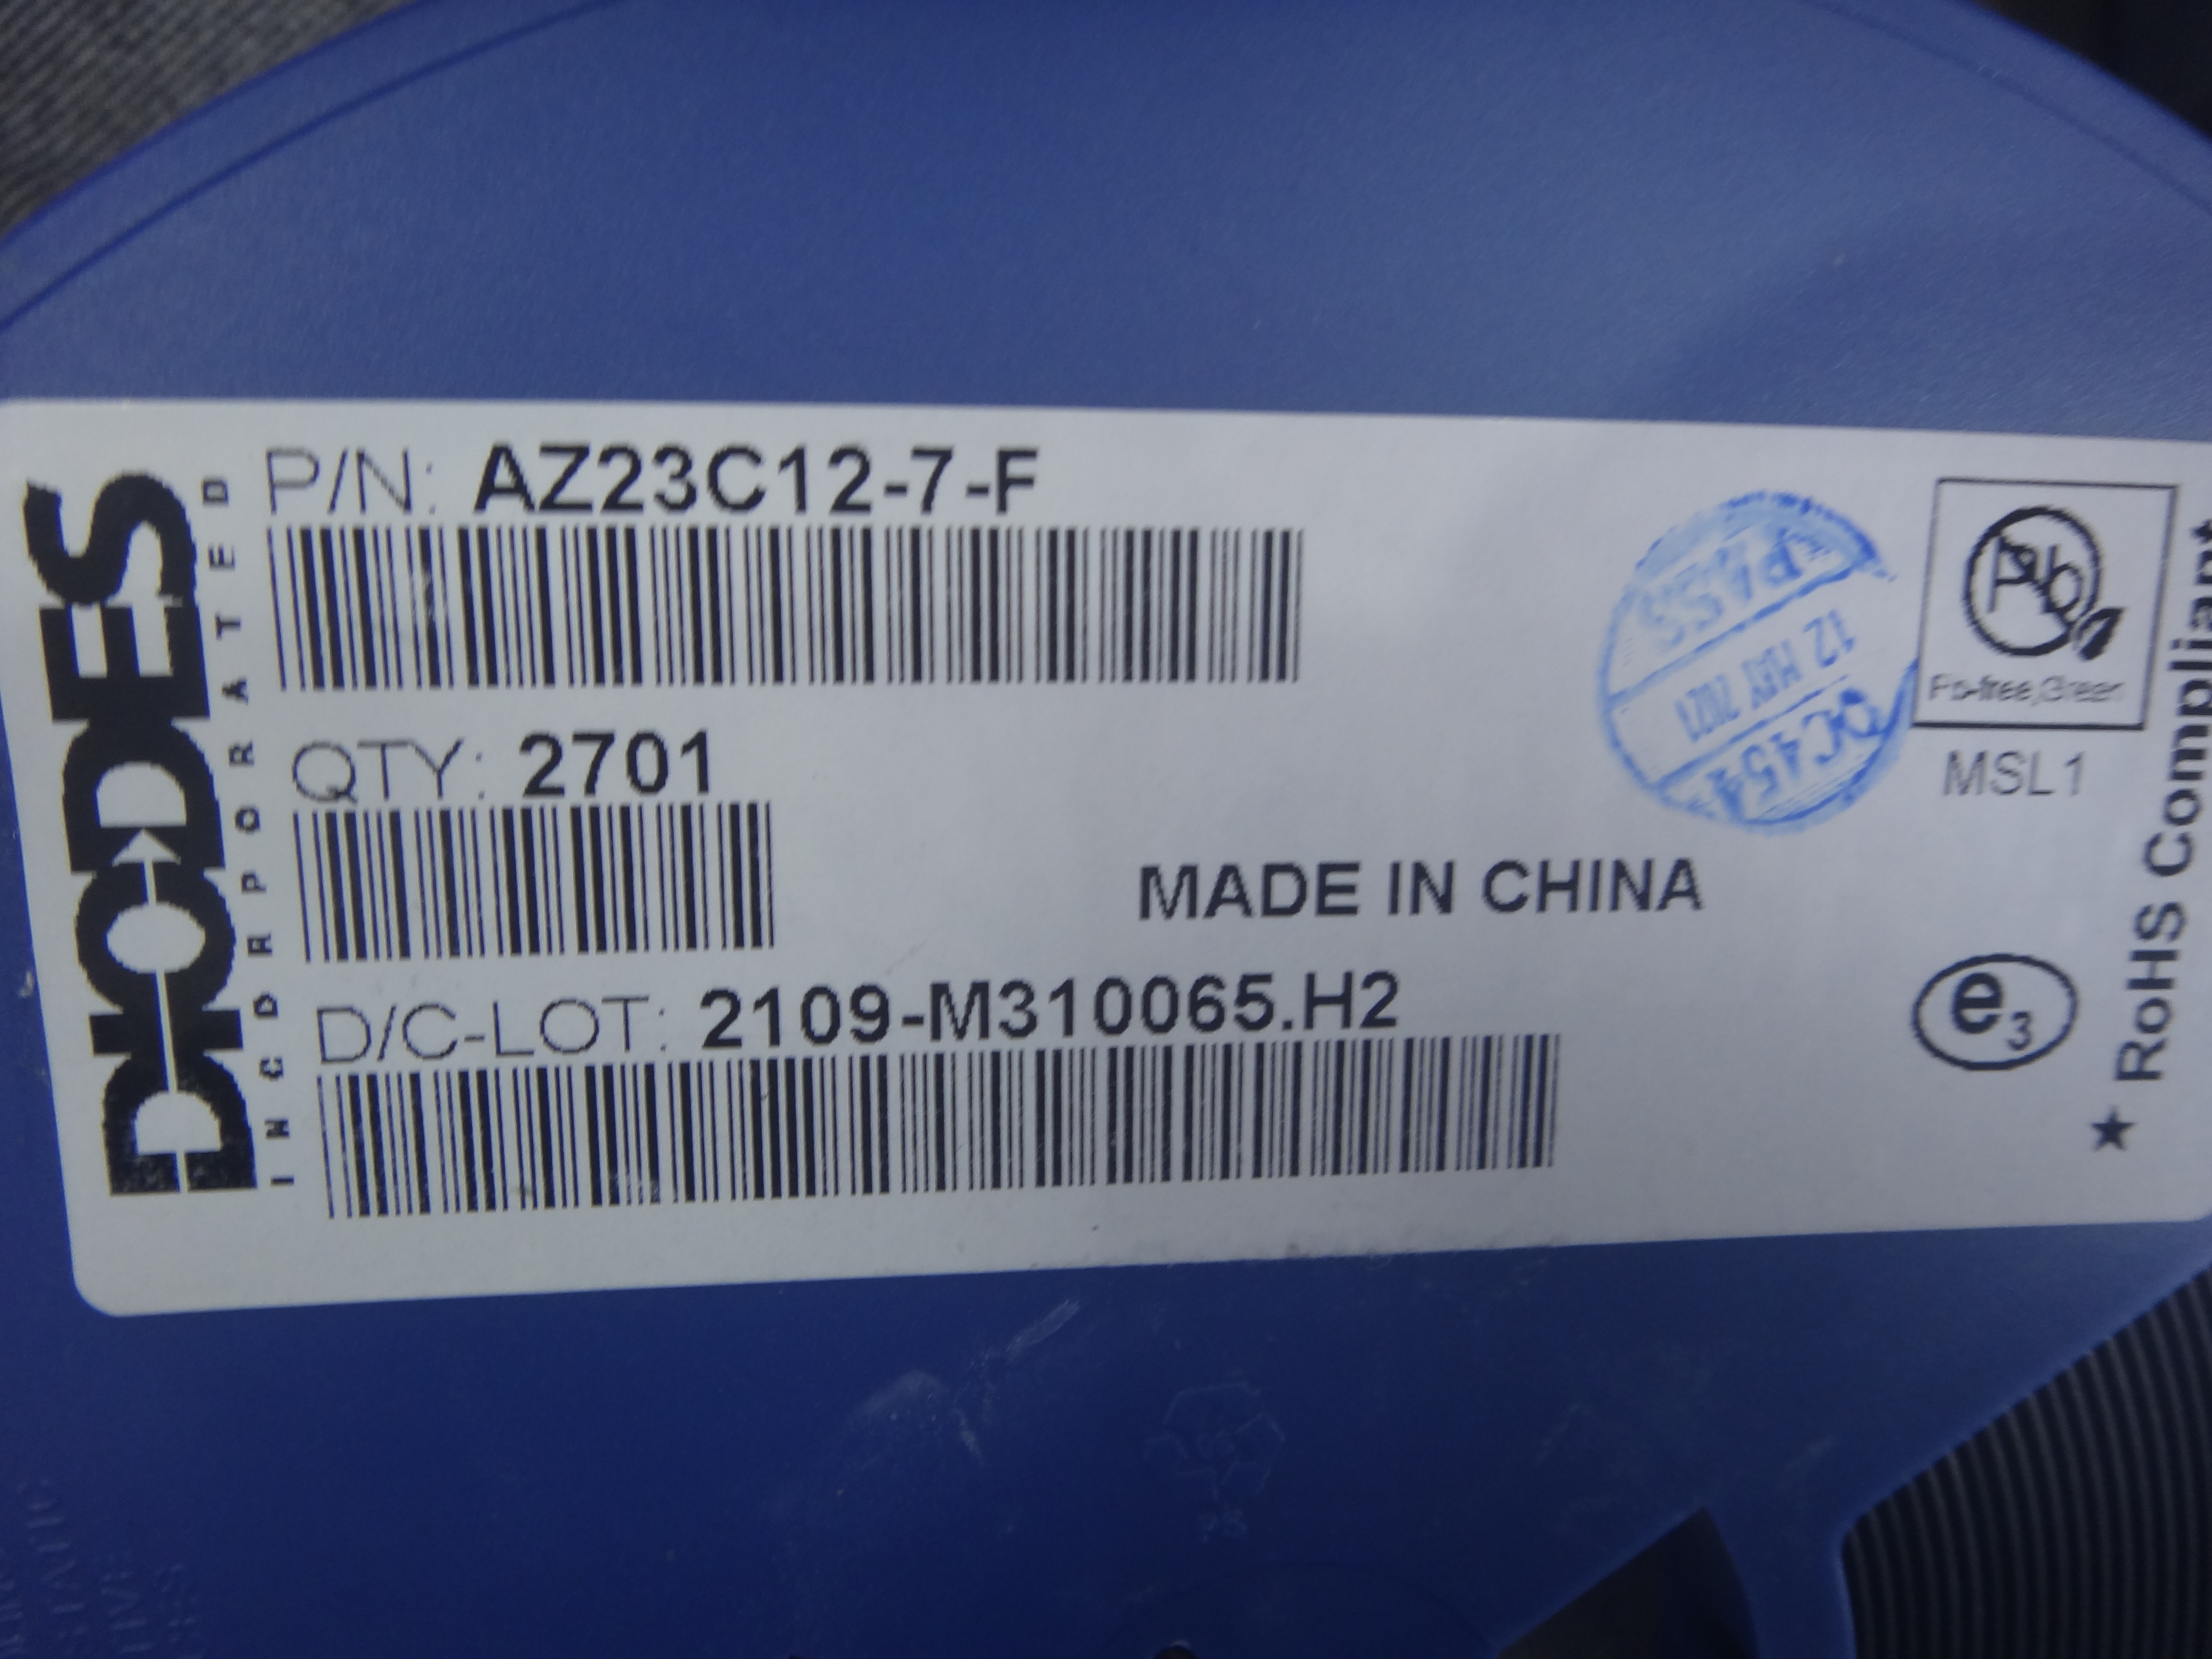 DIODES
INCORPORATED
P/N: AZ23C12-7-F
QTY: 2701
D/C-LOT: 2109-M310065.H2
MADE IN CHINA
PASS
12 MAY 2021
QC454
Pb
Pb-free,Green
MSL1
e3
★ RoHS Compliant
PS